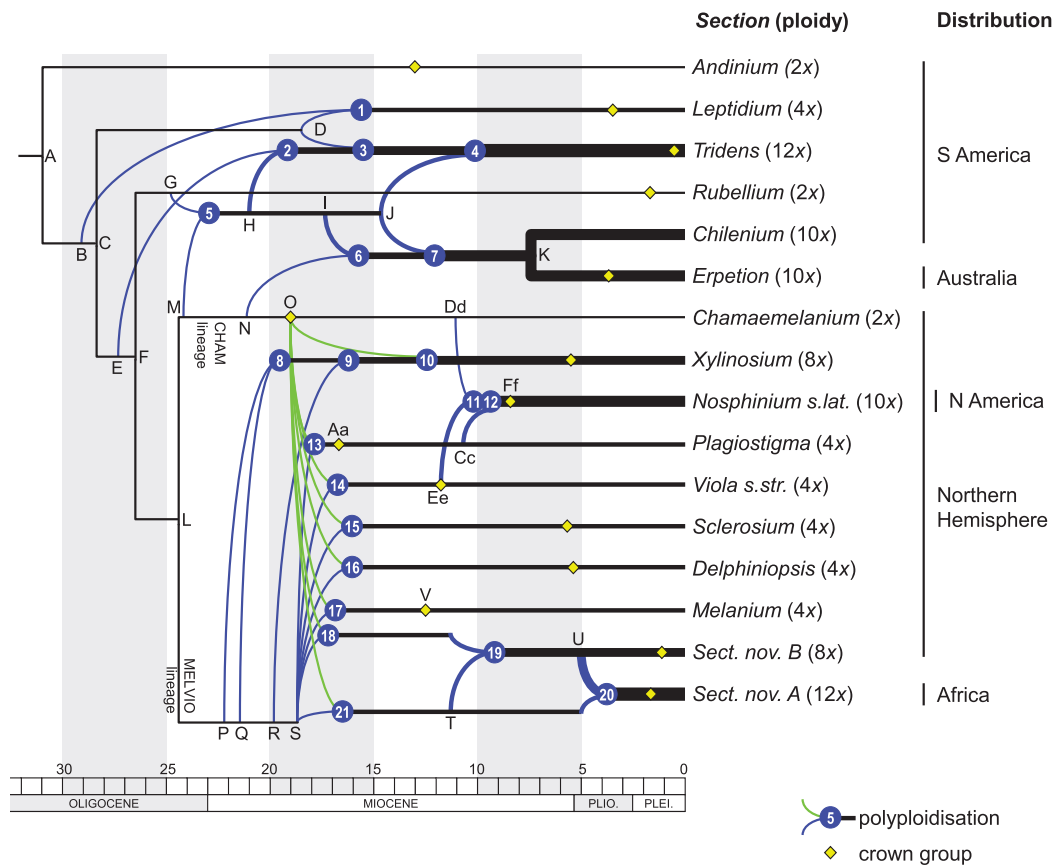 Section (ploidy) Distribution
Andinium (2x)
1 Leptidium (4x)
D
A 2 3 4 Tridens (12x) S America
G Rubellium (2x)
5 I J
H
B C Chilenium (10x)
6 7 K
Erpetion (10x) Australia
M N O Dd Chamaemelanium (2x)
CHAM
lineage
E F 8 9 10 Xylinosium (8x)
Ff
11 12 Nosphinium s.lat. (10x) N America
Aa
13 Cc Plagiostigma (4x)
14 Ee Viola s.str. (4x)
Northern
Hemisphere
L 15 Sclerosium (4x)
16 Delphiniopsis (4x)
V
17 Melanium (4x)
18 U
19 Sect. nov. B (8x)
MELVIO
lineage
20 Sect. nov. A (12x) Africa
21 T
P Q R S
30 25 20 15 10 5 0
OLIGOCENE MIOCENE PLIO. PLEI.
5 polyploidisation
crown group